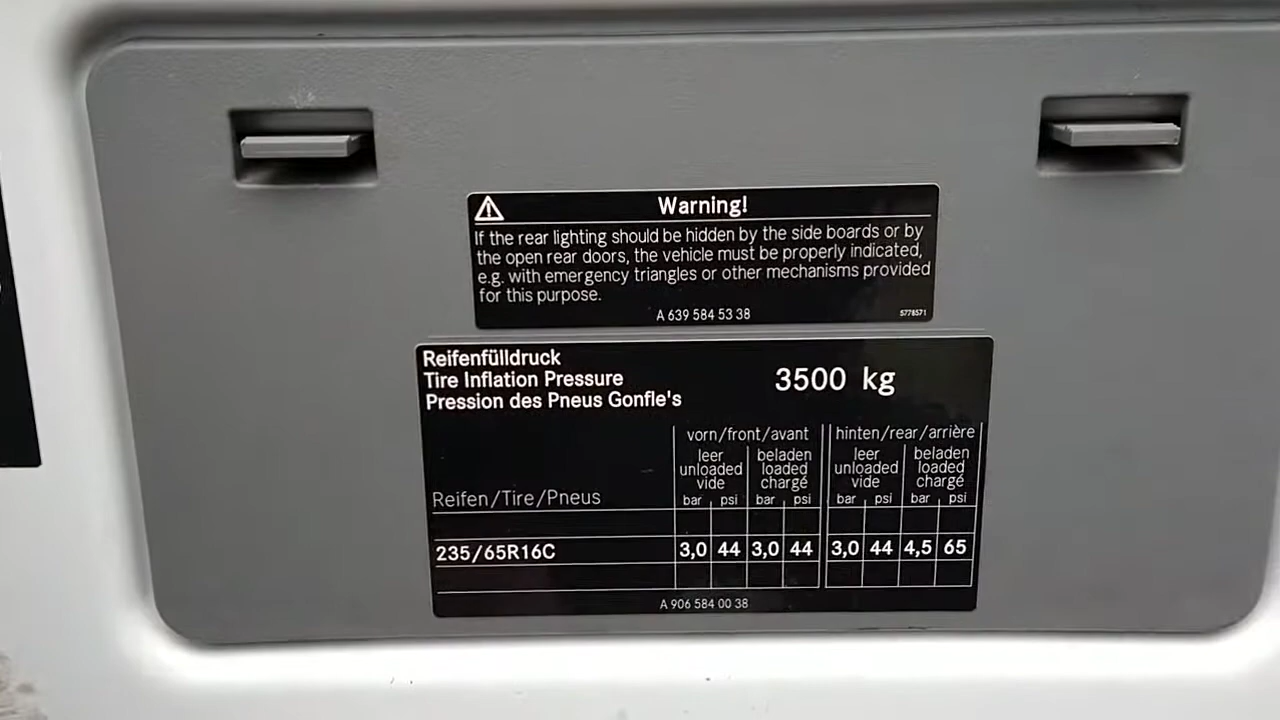 Warning!
If the rear lighting should be hidden by the side boards or by
the open rear doors, the vehicle must be properly indicated,
e.g. with emergency triangles or other mechanisms provided
for this purpose.
A 639 584 53 38
5778571
Reifenfülldruck
Tire Inflation Pressure
Pression des Pneus Gonfle's
3500 kg
vorn/front/avant hinten/rear/arrière
leer beladen leer beladen
unloaded loaded unloaded loaded
vide chargé vide chargé
Reifen/Tire/Pneus bar psi bar psi bar psi bar psi
235/65R16C 3,0 44 3,0 44 3,0 44 4,5 65
A 906 584 00 38